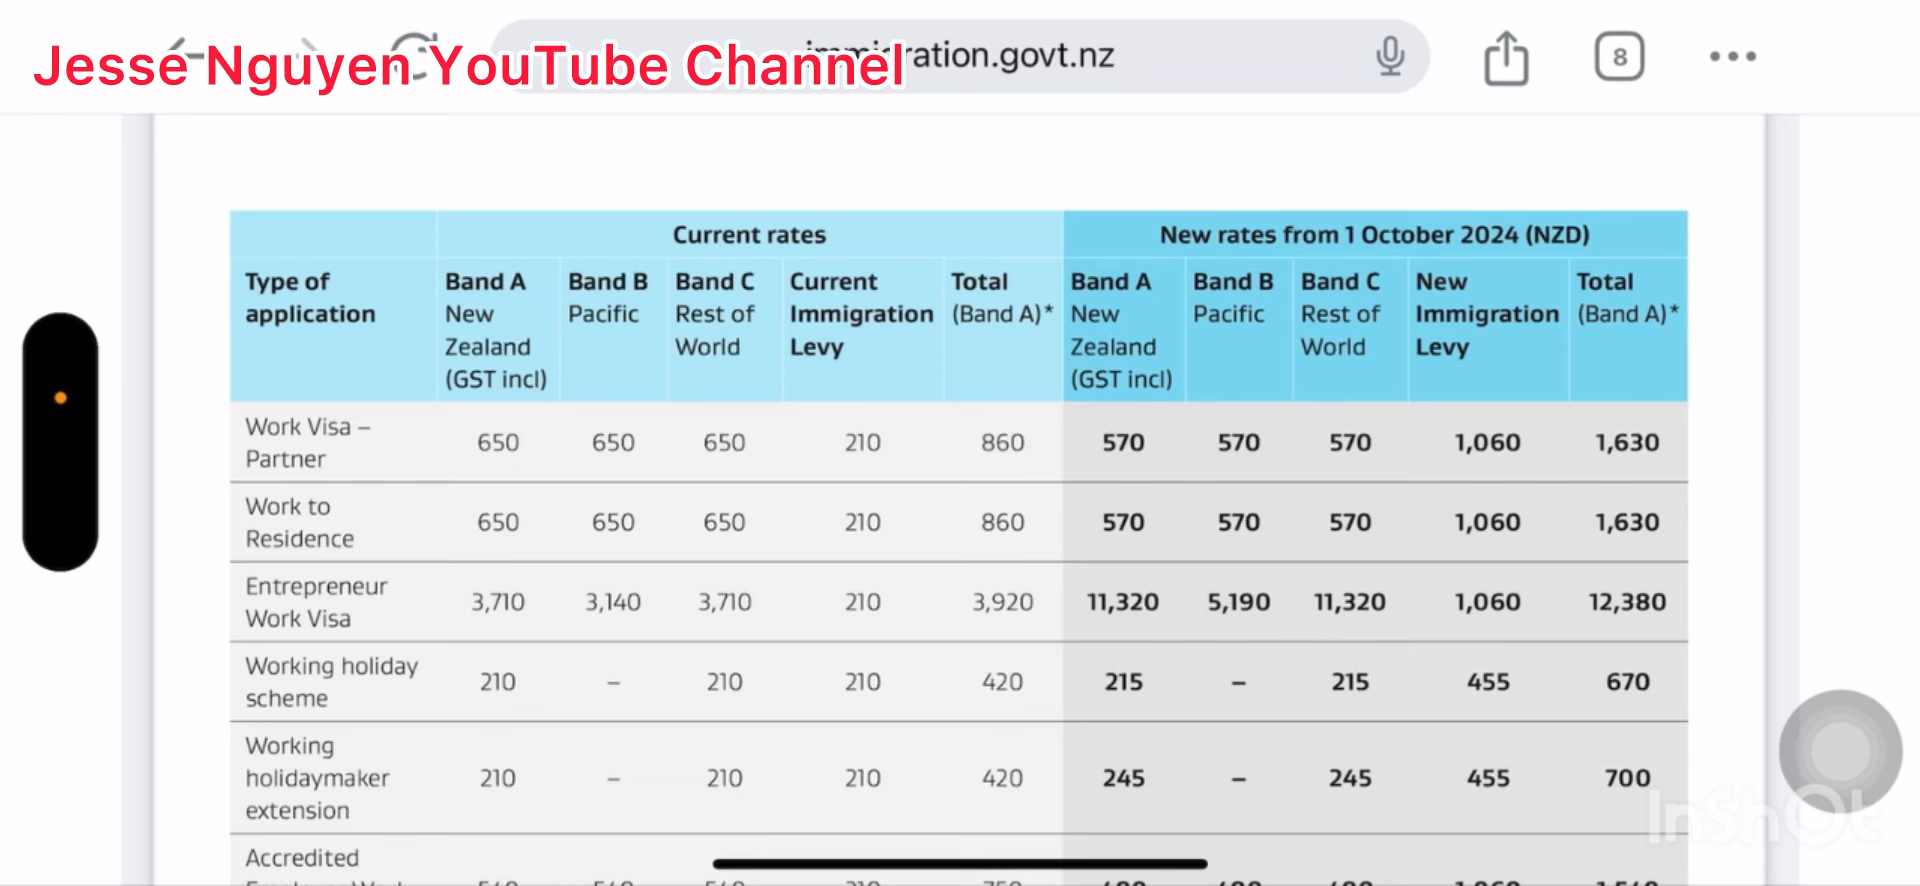 Jesse Nguyen YouTube Channel
immigration.govt.nz
8
Current rates
New rates from 1 October 2024 (NZD)
Type of application
Band A New Zealand (GST incl)
Band B Pacific
Band C Rest of World
Current Immigration Levy
Total (Band A)*
Band A New Zealand (GST incl)
Band B Pacific
Band C Rest of World
New Immigration Levy
Total (Band A)*
Work Visa – Partner 650 650 650 210 860 570 570 570 1,060 1,630
Work to Residence 650 650 650 210 860 570 570 570 1,060 1,630
Entrepreneur Work Visa 3,710 3,140 3,710 210 3,920 11,320 5,190 11,320 1,060 12,380
Working holiday scheme 210 – 210 210 420 215 – 215 455 670
Working holidaymaker extension 210 – 210 210 420 245 – 245 455 700
Accredited
InShOt